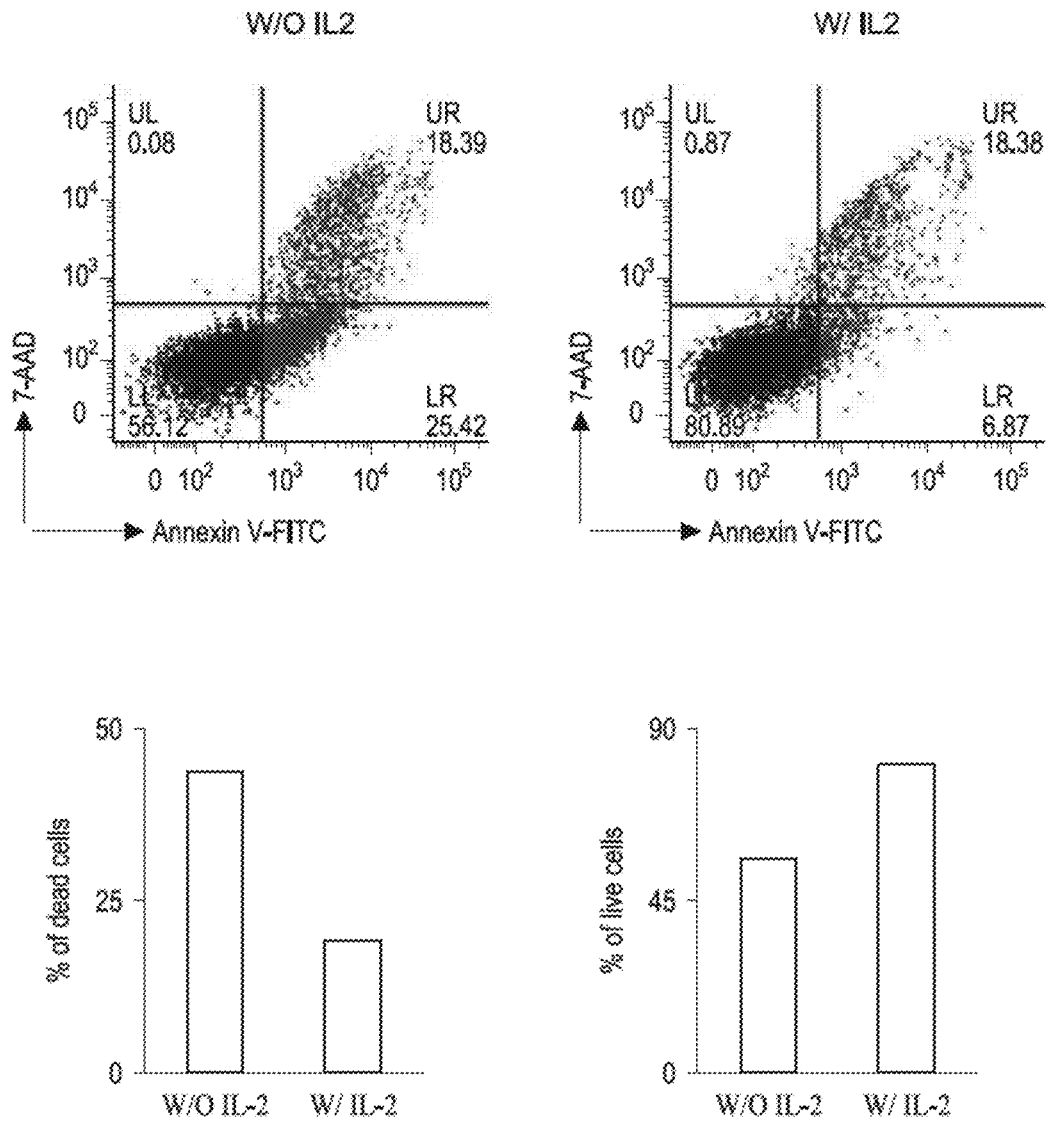 W/O IL2
W/ IL2
10⁵
10⁴
10³
10²
0
UL
0.08
UR
18.39
LL
56.12
LR
25.42
0 10² 10³ 10⁴ 10⁵
7-AAD
Annexin V-FITC
10⁵
10⁴
10³
10²
0
UL
0.87
UR
18.38
80.89
LR
6.87
0 10² 10³ 10⁴ 10⁵
7-AAD
Annexin V-FITC
% of dead cells
50
25
0
W/O IL-2 W/ IL-2
% of live cells
90
45
0
W/O IL-2 W/ IL-2